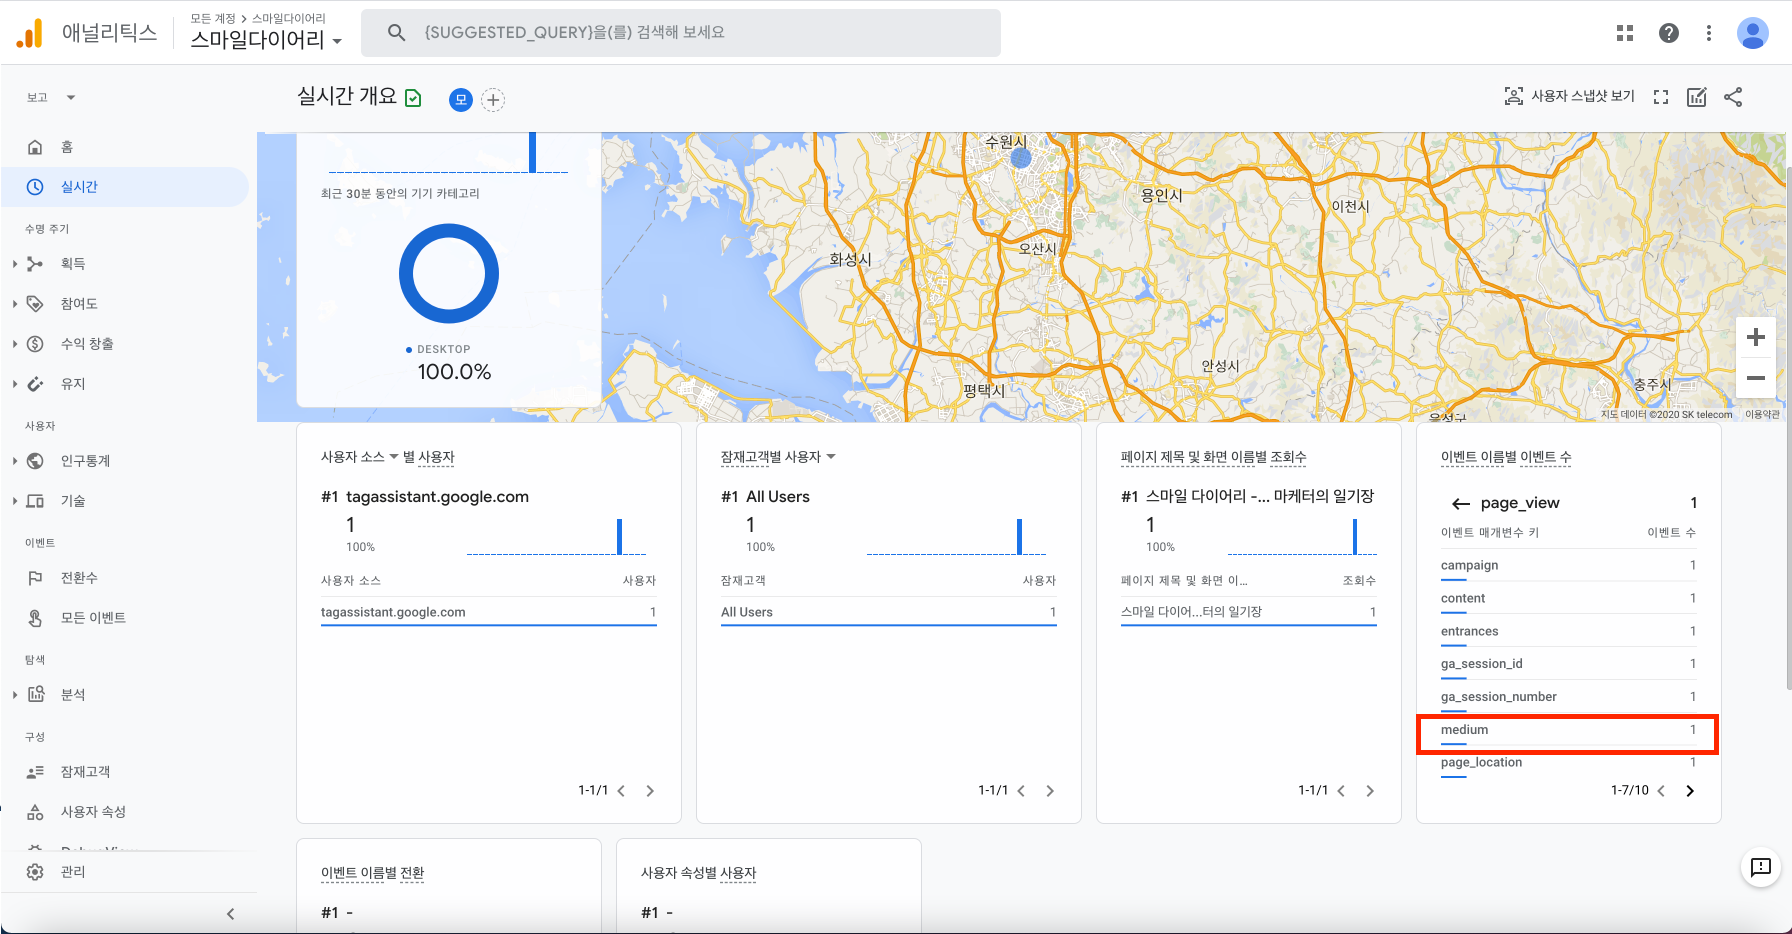 애널리틱스
모든 계정 > 스마일다이어리
스마일다이어리
{SUGGESTED_QUERY}을(를) 검색해 보세요
보고
홈
실시간
수명 주기
획득
참여도
수익 창출
유지
사용자
인구통계
기술
이벤트
전환수
모든 이벤트
탐색
분석
구성
잠재고객
사용자 속성
관리
실시간 개요
모
사용자 스냅샷 보기
최근 30분 동안의 기기 카테고리
DESKTOP
100.0%
수원시
용인시
이천시
오산시
화성시
안성시
평택시
충주시
음성군
지도 데이터 ©2020 SK telecom
이용약관
사용자 소스 별 사용자
#1 tagassistant.google.com
1
100%
사용자 소스 사용자
tagassistant.google.com 1
1-1/1
잠재고객별 사용자
#1 All Users
1
100%
잠재고객 사용자
All Users 1
1-1/1
페이지 제목 및 화면 이름별 조회수
#1 스마일 다이어리 -... 마케터의 일기장
1
100%
페이지 제목 및 화면 이... 조회수
스마일 다이어...터의 일기장 1
1-1/1
이벤트 이름별 이벤트 수
page_view 1
이벤트 매개변수 키 이벤트 수
campaign 1
content 1
entrances 1
ga_session_id 1
ga_session_number 1
medium 1
page_location 1
1-7/10
이벤트 이름별 전환
#1 -
사용자 속성별 사용자
#1 -